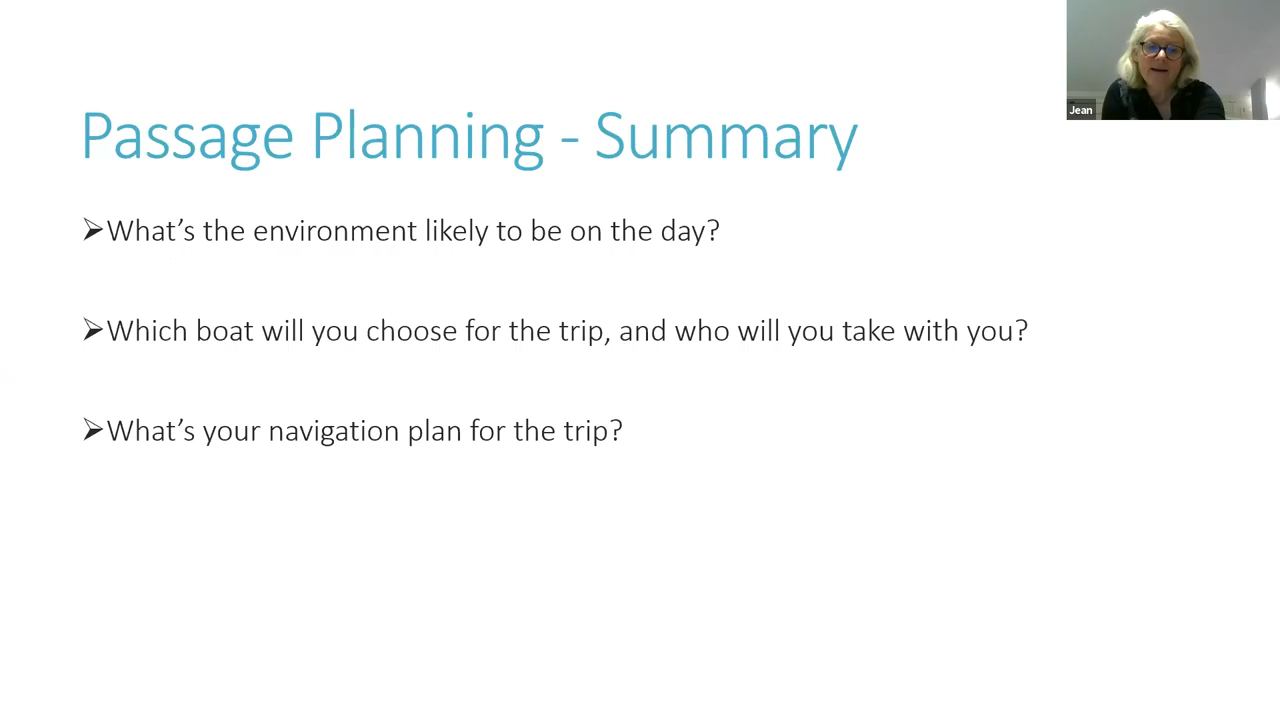 Passage Planning - Summary
➢What’s the environment likely to be on the day?
➢Which boat will you choose for the trip, and who will you take with you?
➢What’s your navigation plan for the trip?
Jean